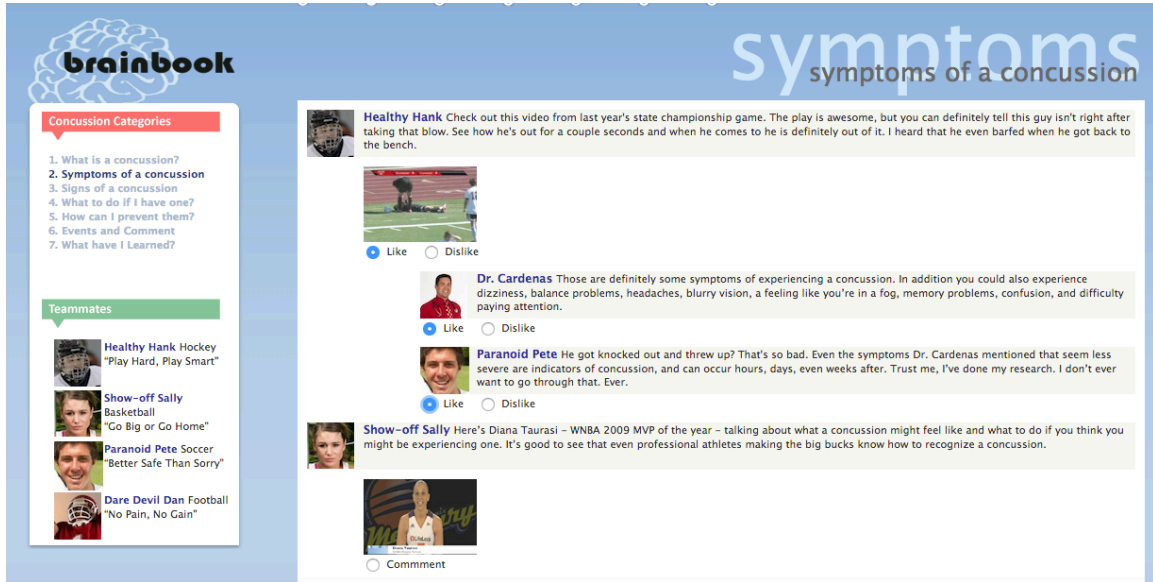 brainbook
symptoms
symptoms of a concussion
Concussion Categories
1. What is a concussion?
2. Symptoms of a concussion
3. Signs of a concussion
4. What to do if I have one?
5. How can I prevent them?
6. Events and Comment
7. What have I Learned?
Teammates
Healthy Hank Hockey
“Play Hard, Play Smart”
Show-off Sally
Basketball
“Go Big or Go Home”
Paranoid Pete Soccer
“Better Safe Than Sorry”
Dare Devil Dan Football
“No Pain, No Gain”
Healthy Hank Check out this video from last year's state championship game. The play is awesome, but you can definitely tell this guy isn't right after
taking that blow. See how he's out for a couple seconds and when he comes to he is definitely out of it. I heard that he even barfed when he got back to
the bench.
Like Dislike
Dr. Cardenas Those are definitely some symptoms of experiencing a concussion. In addition you could also experience
dizziness, balance problems, headaches, blurry vision, a feeling like you’re in a fog, memory problems, confusion, and difficulty
paying attention.
Like Dislike
Paranoid Pete He got knocked out and threw up? That's so bad. Even the symptoms Dr. Cardenas mentioned that seem less
severe are indicators of concussion, and can occur hours, days, even weeks after. Trust me, I’ve done my research. I don’t ever
want to go through that. Ever.
Like Dislike
Show-off Sally Here’s Diana Taurasi – WNBA 2009 MVP of the year – talking about what a concussion might feel like and what to do if you think you
might be experiencing one. It’s good to see that even professional athletes making the big bucks know how to recognize a concussion.
Commment